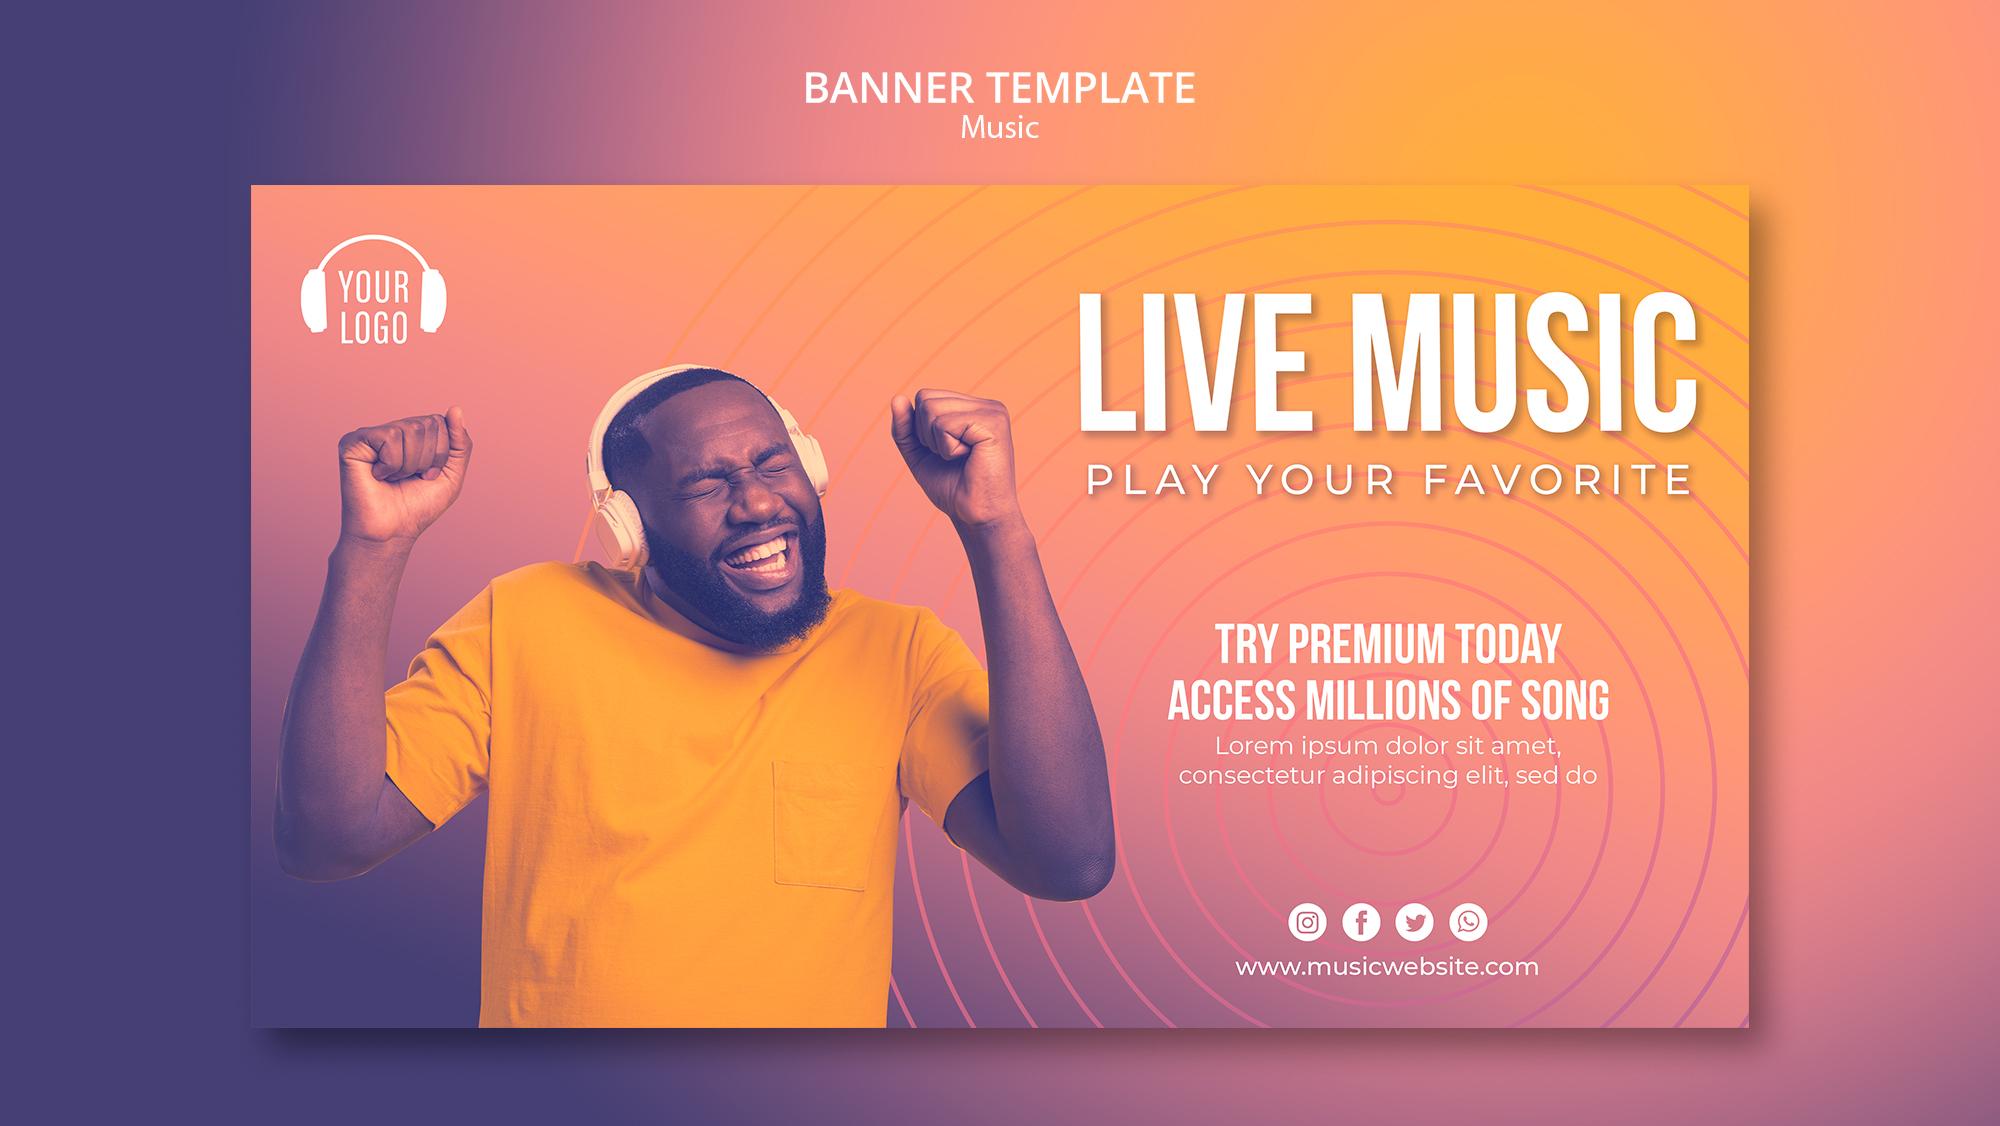 BANNER TEMPLATE
Music
YOUR
LOGO
LIVE MUSIC
PLAY YOUR FAVORITE
TRY PREMIUM TODAY
ACCESS MILLIONS OF SONG
Lorem ipsum dolor sit amet,
consectetur adipiscing elit, sed do
www.musicwebsite.com